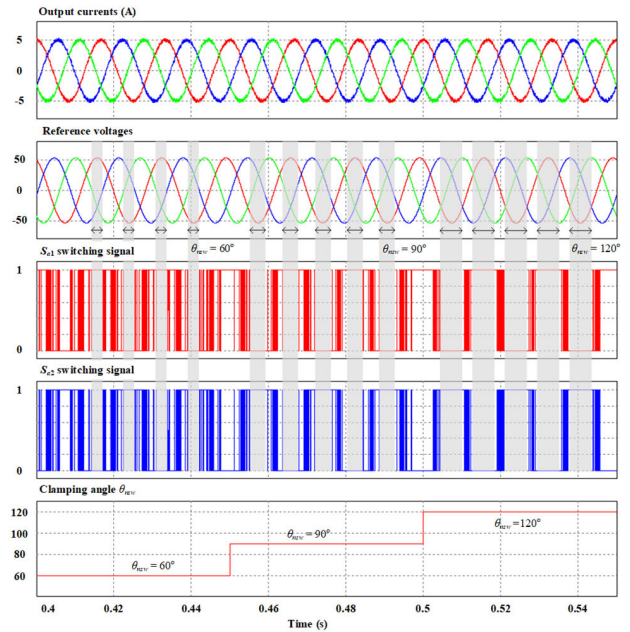 Output currents (A)
5
0
-5
Reference voltages
50
0
-50
θnew = 60° θnew = 90° θnew = 120°
Sa1 switching signal
1
0
Sa2 switching signal
1
0
Clamping angle θnew
120
100
80
60
θnew = 60°
θnew = 90°
θnew =120°
0.4 0.42 0.44 0.46 0.48 0.5 0.52 0.54
Time (s)